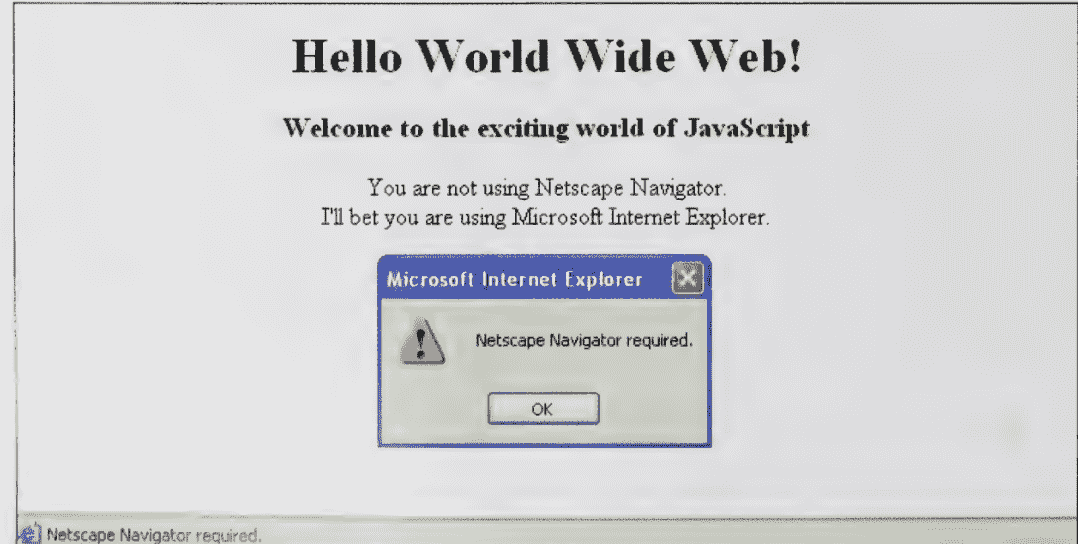 Hello World Wide Web!
Welcome to the exciting world of JavaScript
You are not using Netscape Navigator.
I'll bet you are using Microsoft Internet Explorer.
Microsoft Internet Explorer
Netscape Navigator required.
OK
Netscape Navigator required.